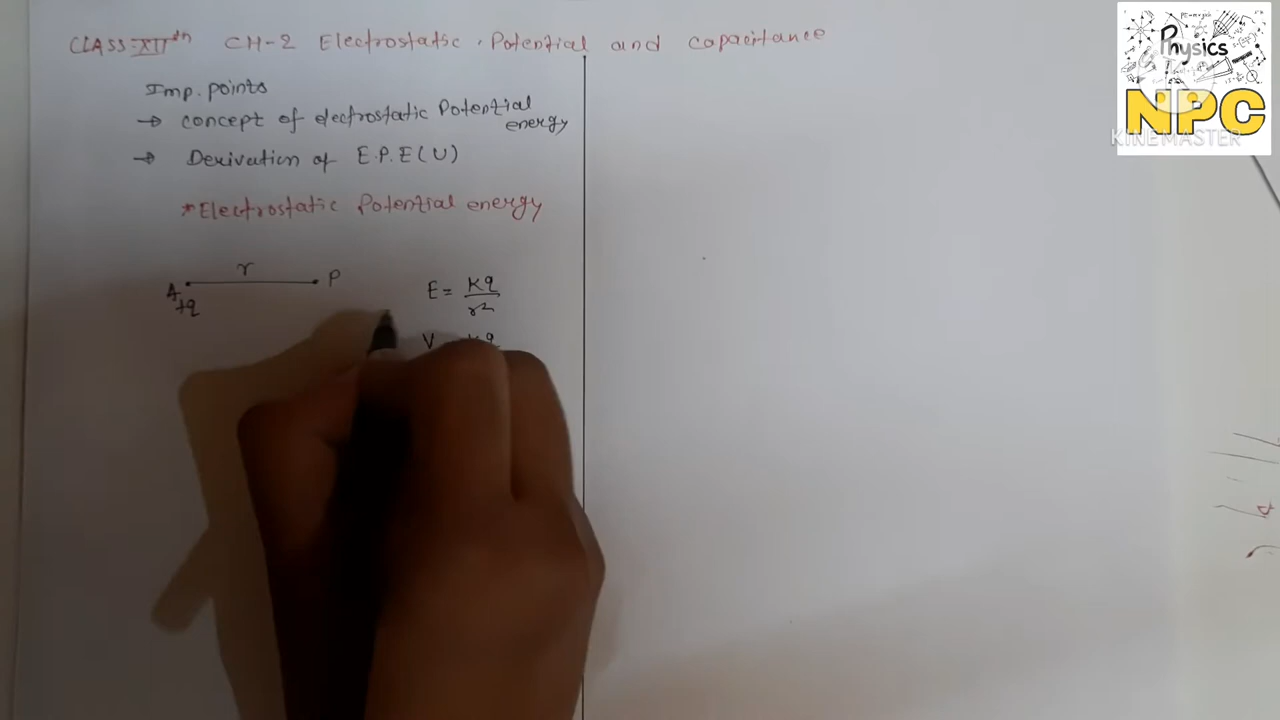 CLASS-XIIth CH-2 Electrostatic Potential and capacitance
Imp. points
→ concept of electrostatic Potential energy
→ Derivation of E.P.E(U)
*Electrostatic Potential energy
r
A P
+q
E = kq/r²
V kq
Physics
NPC
KINEMASTER